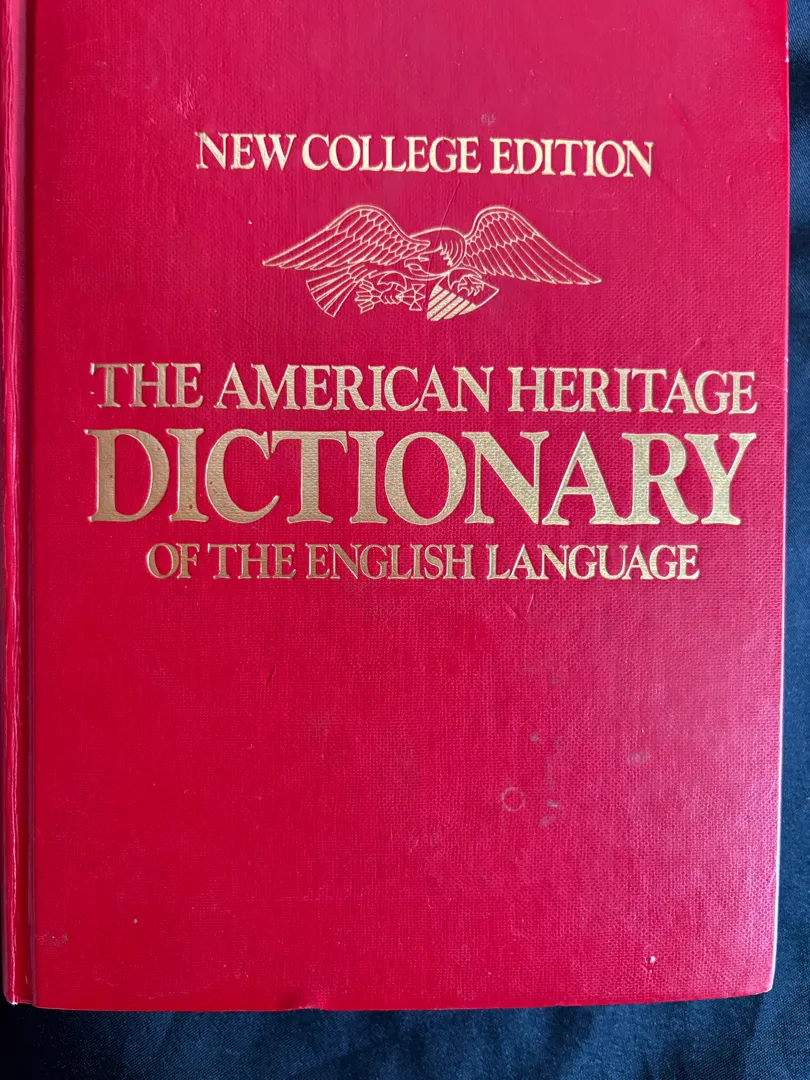 NEW COLLEGE EDITION
THE AMERICAN HERITAGE
DICTIONARY
OF THE ENGLISH LANGUAGE